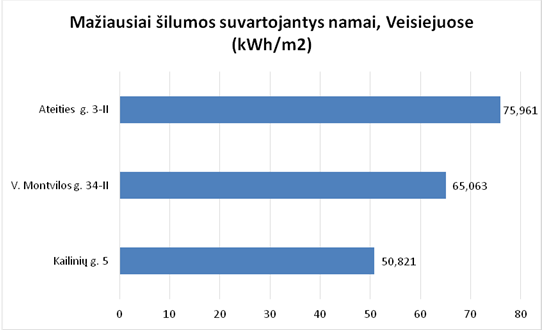 Mažiausiai šilumos suvartojantys namai, Veisiejuose
(kWh/m2)
Ateities g. 3-II
75,961
V. Montvilos g. 34-II
65,063
Kailinių g. 5
50,821
0 10 20 30 40 50 60 70 80